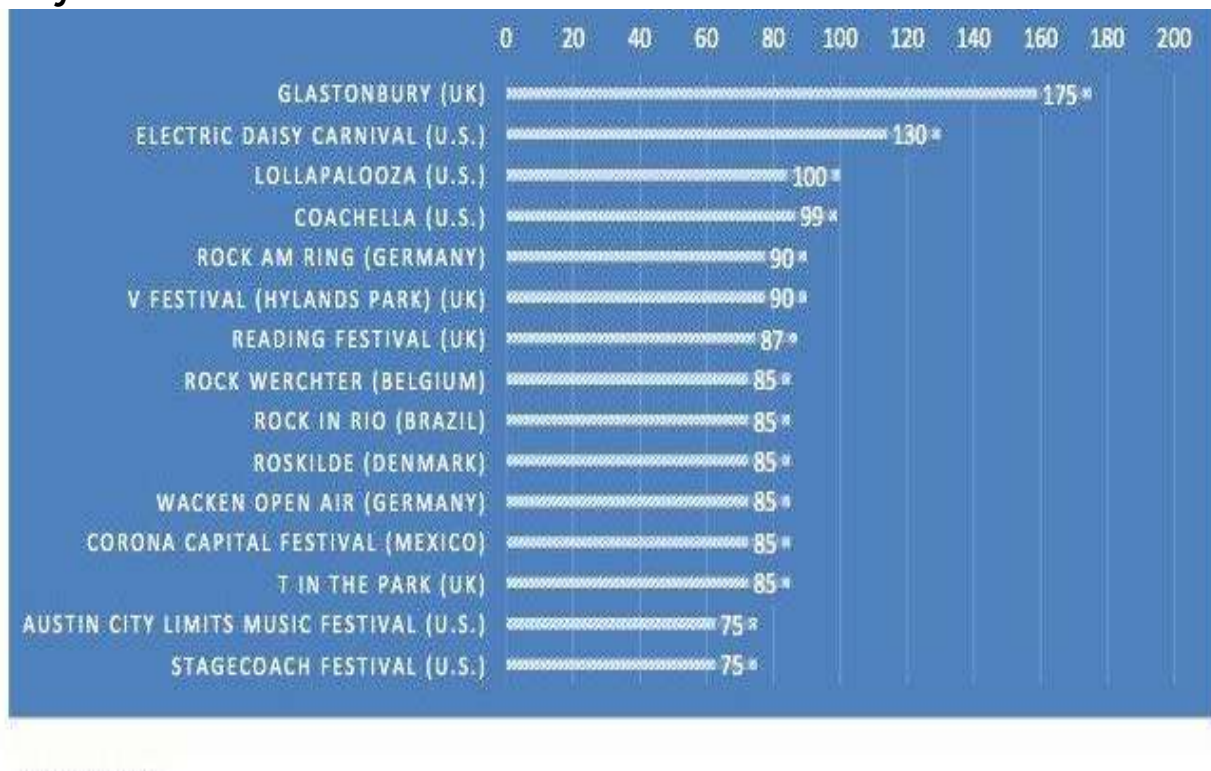 0 20 40 60 80 100 120 140 160 180 200
GLASTONBURY (UK) 175
ELECTRIC DAISY CARNIVAL (U.S.) 130
LOLLAPALOOZA (U.S.) 100
COACHELLA (U.S.) 99
ROCK AM RING (GERMANY) 90
V FESTIVAL (HYLANDS PARK) (UK) 90
READING FESTIVAL (UK) 87
ROCK WERCHTER (BELGIUM) 85
ROCK IN RIO (BRAZIL) 85
ROSKILDE (DENMARK) 85
WACKEN OPEN AIR (GERMANY) 85
CORONA CAPITAL FESTIVAL (MEXICO) 85
T IN THE PARK (UK) 85
AUSTIN CITY LIMITS MUSIC FESTIVAL (U.S.) 75
STAGECOACH FESTIVAL (U.S.) 75